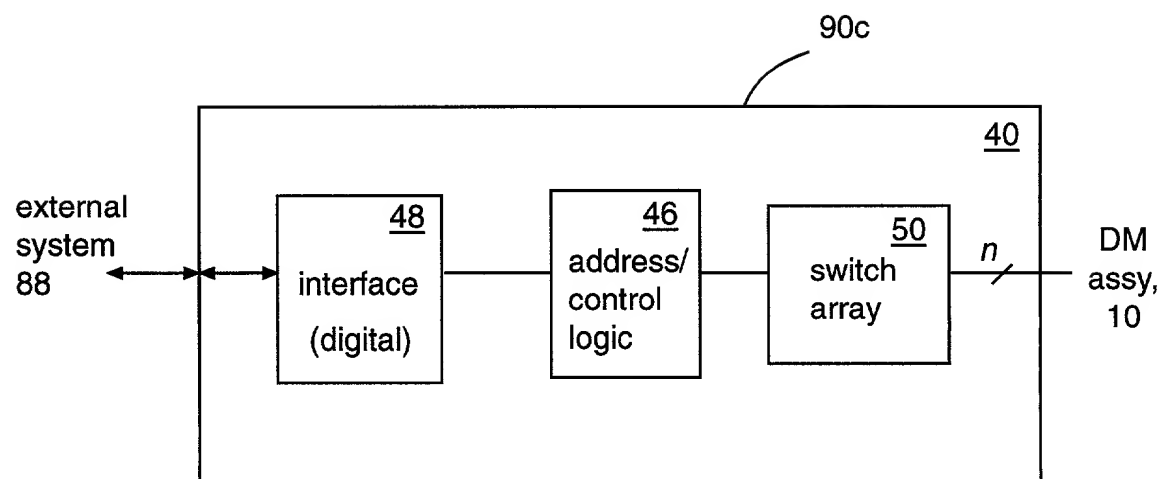 90c
40
external
system
88
48
interface
(digital)
46
address/
control
logic
50
switch
array
n
DM
assy,
10